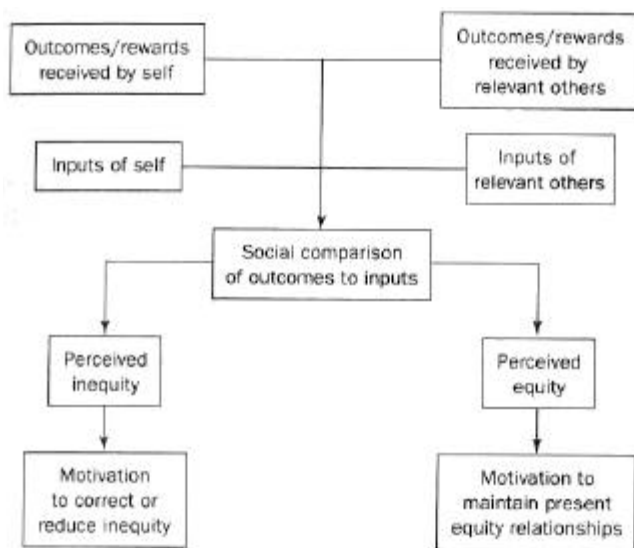 Outcomes/rewards
received by self
Outcomes/rewards
received by
relevant others
Inputs of self
Inputs of
relevant others
Social comparison
of outcomes to inputs
Perceived
inequity
Perceived
equity
Motivation
to correct or
reduce inequity
Motivation to
maintain present
equity relationships